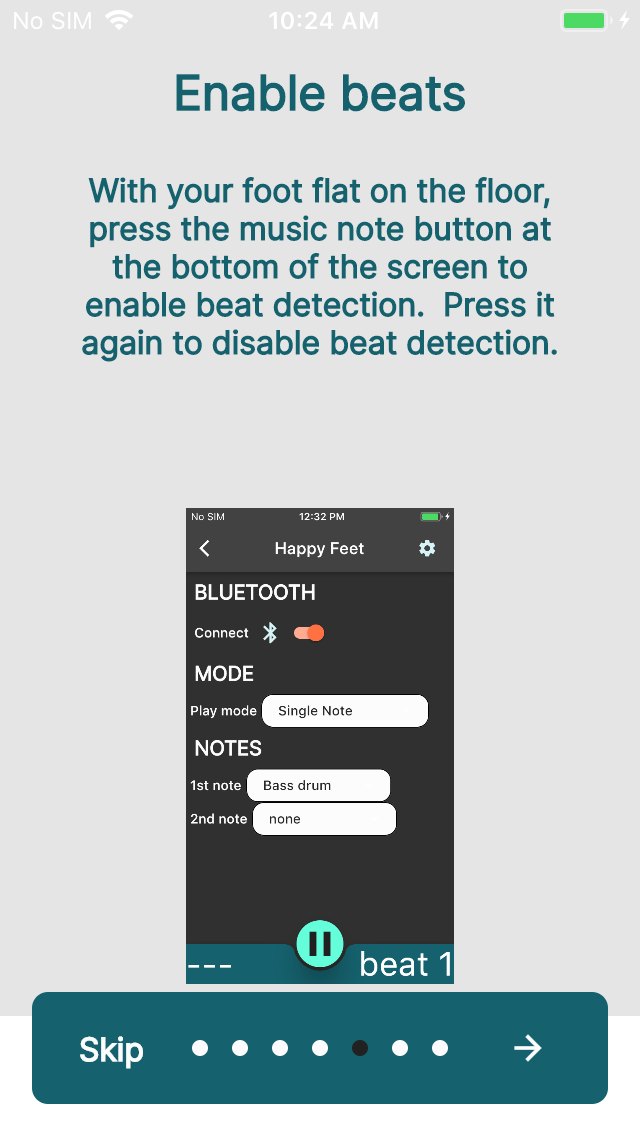 No SIM 10:24 AM
Enable beats
With your foot flat on the floor,
press the music note button at
the bottom of the screen to
enable beat detection.  Press it
again to disable beat detection.
No SIM 12:32 PM
Happy Feet
BLUETOOTH
Connect
MODE
Play mode Single Note
NOTES
1st note Bass drum
2nd note none
--- beat 1
Skip